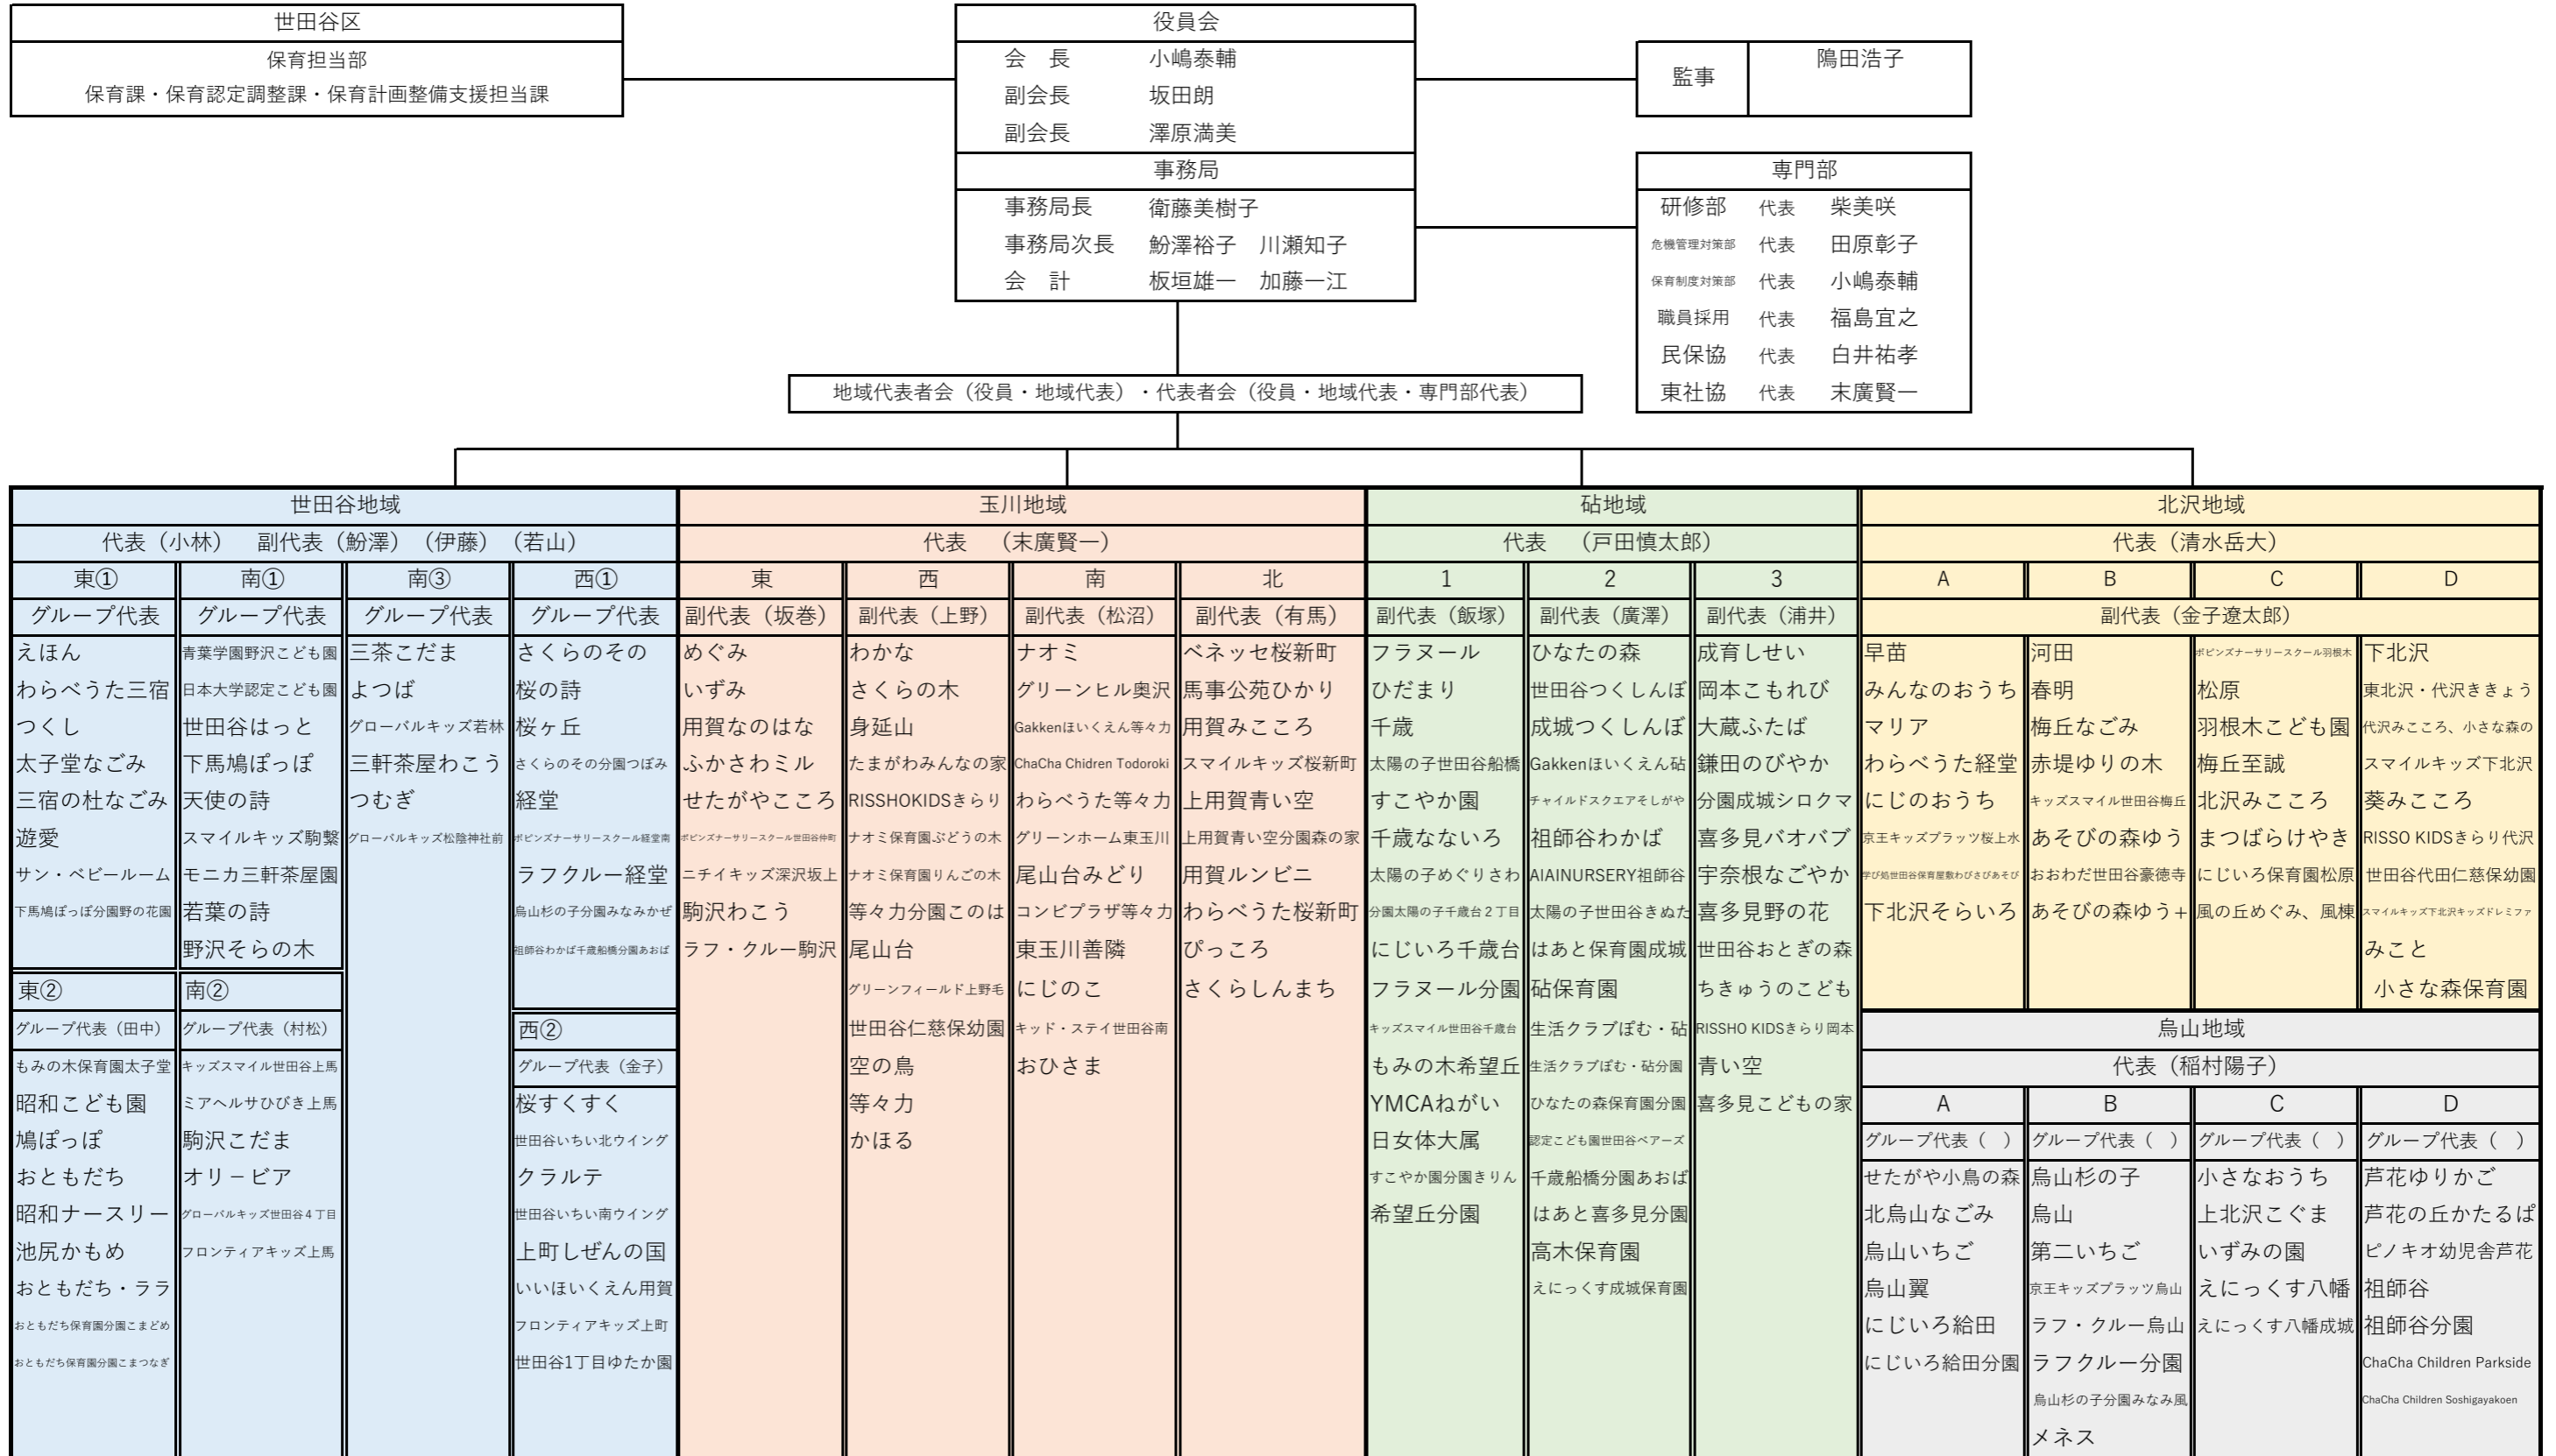 世田谷区
保育担当部
保育課・保育認定調整課・保育計画整備支援担当課
役員会
会　長　小嶋泰輔
副会長　坂田朗
副会長　澤原満美
事務局
事務局長　衛藤美樹子
事務局次長　鮒澤裕子　川瀬知子
会　計　板垣雄一　加藤一江
監事　隝田浩子
専門部
研修部　代表　柴美咲
危機管理対策部　代表　田原彰子
保育制度対策部　代表　小嶋泰輔
職員採用　代表　福島宜之
民保協　代表　白井祐孝
東社協　代表　末廣賢一
地域代表者会（役員・地域代表）・代表者会（役員・地域代表・専門部代表）
世田谷地域
代表（小林）　副代表（鮒澤）（伊藤）（若山）
東①
グループ代表
えほん
わらべうた三宿
つくし
太子堂なごみ
三宿の杜なごみ
遊愛
サン・ベビールーム
下馬鳩ぽっぽ分園野の花園
東②
グループ代表（田中）
もみの木保育園太子堂
昭和こども園
鳩ぽっぽ
おともだち
昭和ナースリー
池尻かもめ
おともだち・ララ
おともだち保育園分園こまどめ
おともだち保育園分園こまつなぎ
南①
グループ代表
青葉学園野沢こども園
日本大学認定こども園
世田谷はっと
下馬鳩ぽっぽ
天使の詩
スマイルキッズ駒繋
モニカ三軒茶屋園
若葉の詩
野沢そらの木
南②
グループ代表（村松）
キッズスマイル世田谷上馬
ミアヘルサひびき上馬
駒沢こだま
オリ－ビア
グローバルキッズ世田谷４丁目
フロンティアキッズ上馬
南③
グループ代表
三茶こだま
よつば
グローバルキッズ若林
三軒茶屋わこう
つむぎ
グローバルキッズ松陰神社前
西①
グループ代表
さくらのその
桜の詩
桜ヶ丘
さくらのその分園つぼみ
経堂
ポピンズナーサリースクール経堂南
ラフクルー経堂
烏山杉の子分園みなみかぜ
祖師谷わかば千歳船橋分園あおば
西②
グループ代表（金子）
桜すくすく
世田谷いちい北ウイング
クラルテ
世田谷いちい南ウイング
上町しぜんの国
いいほいくえん用賀
フロンティアキッズ上町
世田谷1丁目ゆたか園
玉川地域
代表　（末廣賢一）
東
副代表（坂巻）
めぐみ
いずみ
用賀なのはな
ふかさわミル
せたがやこころ
ポピンズナーサリースクール世田谷仲町
ニチイキッズ深沢坂上
駒沢わこう
ラフ・クルー駒沢
西
副代表（上野）
わかな
さくらの木
身延山
たまがわみんなの家
RISSHOKIDSきらり
ナオミ保育園ぶどうの木
ナオミ保育園りんごの木
等々力分園このは
尾山台
グリーンフィールド上野毛
世田谷仁慈保幼園
空の鳥
等々力
かほる
南
副代表（松沼）
ナオミ
グリーンヒル奥沢
Gakkenほいくえん等々力
ChaCha Chidren Todoroki
わらべうた等々力
グリーンホーム東玉川
尾山台みどり
コンビプラザ等々力
東玉川善隣
にじのこ
キッド・ステイ世田谷南
おひさま
北
副代表（有馬）
ベネッセ桜新町
馬事公苑ひかり
用賀みこころ
スマイルキッズ桜新町
上用賀青い空
上用賀青い空分園森の家
用賀ルンビニ
わらべうた桜新町
ぴっころ
さくらしんまち
砧地域
代表　（戸田慎太郎）
1
副代表（飯塚）
フラヌール
ひだまり
千歳
太陽の子世田谷船橋
すこやか園
千歳なないろ
太陽の子めぐりさわ
分園太陽の子千歳台２丁目
にじいろ千歳台
フラヌール分園
キッズスマイル世田谷千歳台
もみの木希望丘
YMCAねがい
日女体大属
すこやか園分園きりん
希望丘分園
2
副代表（廣澤）
ひなたの森
世田谷つくしんぼ
成城つくしんぼ
Gakkenほいくえん砧
チャイルドスクエアそしがや
祖師谷わかば
AIAINURSERY祖師谷
太陽の子世田谷きぬた
はあと保育園成城
砧保育園
生活クラブぽむ・砧
生活クラブぽむ・砧分園
ひなたの森保育園分園
認定こども園世田谷ベアーズ
千歳船橋分園あおば
はあと喜多見分園
高木保育園
えにっくす成城保育園
3
副代表（浦井）
成育しせい
岡本こもれび
大蔵ふたば
鎌田のびやか
分園成城シロクマ
喜多見バオバブ
宇奈根なごやか
喜多見野の花
世田谷おとぎの森
ちきゅうのこども
RISSHO KIDSきらり岡本
青い空
喜多見こどもの家
北沢地域
代表（清水岳大）
A
B
C
D
副代表（金子遼太郎）
早苗
みんなのおうち
マリア
わらべうた経堂
にじのおうち
京王キッズプラッツ桜上水
学び処世田谷保育屋敷わびさびあそび
下北沢そらいろ
河田
春明
梅丘なごみ
赤堤ゆりの木
キッズスマイル世田谷梅丘
あそびの森ゆう
おおわだ世田谷豪徳寺
あそびの森ゆう+
ポピンズナーサリースクール羽根木
松原
羽根木こども園
梅丘至誠
北沢みこころ
まつばらけやき
にじいろ保育園松原
風の丘めぐみ、風棟
下北沢
東北沢・代沢ききょう
代沢みこころ、小さな森の
スマイルキッズ下北沢
葵みこころ
RISSO KIDSきらり代沢
世田谷代田仁慈保幼園
スマイルキッズ下北沢キッズドレミファ
みこと
小さな森保育園
烏山地域
代表（稲村陽子）
A
グループ代表（　）
せたがや小鳥の森
北烏山なごみ
烏山いちご
烏山翼
にじいろ給田
にじいろ給田分園
B
グループ代表（　）
烏山杉の子
烏山
第二いちご
京王キッズプラッツ烏山
ラフ・クルー烏山
ラフクルー分園
烏山杉の子分園みなみ風
メネス
C
グループ代表（　）
小さなおうち
上北沢こぐま
いずみの園
えにっくす八幡
えにっくす八幡成城
D
グループ代表（　）
芦花ゆりかご
芦花の丘かたるぱ
ピノキオ幼児舎芦花
祖師谷
祖師谷分園
ChaCha Children Parkside
ChaCha Children Soshigayakoen